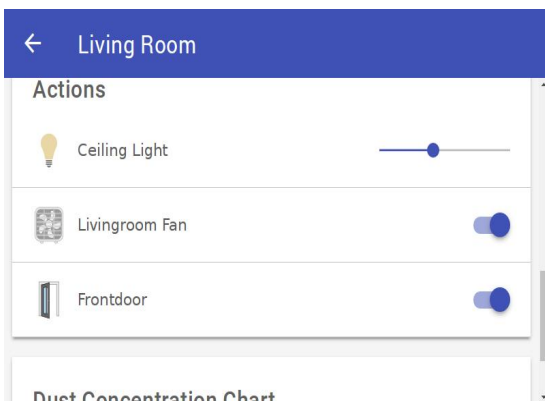 Living Room
Actions
Ceiling Light
Livingroom Fan
Frontdoor
Dust Concentration Chart